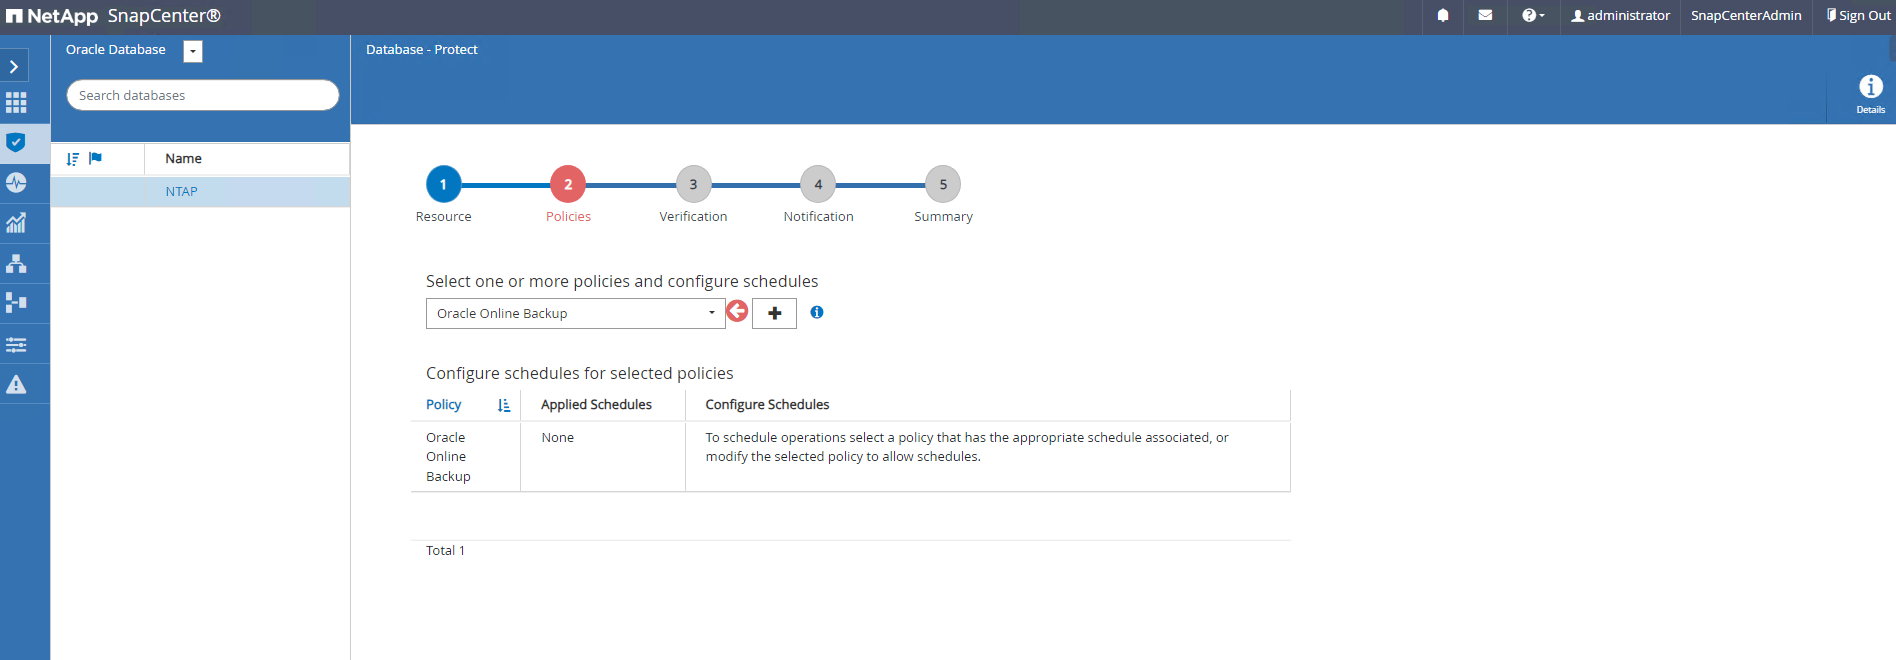 NetApp SnapCenter®
administrator
SnapCenterAdmin
Sign Out
Oracle Database
Search databases
Name
NTAP
Database - Protect
Details
1
2
3
4
5
Resource
Policies
Verification
Notification
Summary
Select one or more policies and configure schedules
Oracle Online Backup
Configure schedules for selected policies
Policy
Applied Schedules
Configure Schedules
Oracle
Online
Backup
None
To schedule operations select a policy that has the appropriate schedule associated, or
modify the selected policy to allow schedules.
Total 1